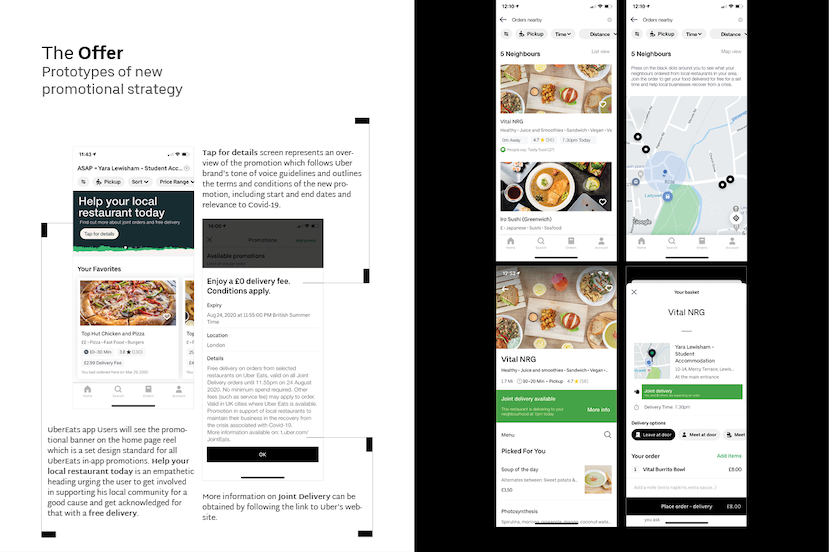 The Offer
Prototypes of new
promotional strategy
11:43
ASAP – Yara Lewisham - Student Acc...
Pickup
Sort
Price Range
Help your local
restaurant today
Find out more about joint orders and free delivery
Tap for details
Your Favorites
Top Hut Chicken and Pizza
£ • Pizza • Fast Food • Burgers
20–30 Min
3.8
£2.99 Delivery Fee
You last ordered here on Mar 29, 2020
Home
Search
Orders
Account
UberEats app Users will see the promo-
tional banner on the home page reel
which is a set design standard for all
UberEats in-app promotions. Help your
local restaurant today is an empathetic
heading urging the user to get involved
in supporting his local community for a
good cause and get acknowledged for
that with a free delivery.
Tap for details screen represents an over-
view of the promotion which follows Uber
brand's tone of voice guidelines and outlines
the terms and conditions of the new pro-
motion, including start and end dates and
relevance to Covid-19.
14:06
Promotions
Available promotions
Enjoy a £0 delivery fee.
Conditions apply.
Expiry
Aug 24, 2020 at 11:55:00 PM British Summer
Time
Location
London
Details
Free delivery on orders from selected
restaurants on Uber Eats, valid on all Joint
Delivery orders until 11.55pm on 24 August
2020. No minimum spend required. Other
fees (such as service fee) may apply to order.
Valid in UK cities where Uber Eats is available.
Promotion in support of local restaurants to
maintain their business in the recovery from
the crisis associated with Covid-19.
More information available on: t.uber.com/
JointEats.
OK
More information on Joint Delivery can be
obtained by following the link to Uber's web-
site.
12:10
Orders nearby
Pickup
Time
Distance
5 Neighbours
List view
Vital NRG
Healthy • Juice and Smoothies • Sandwich • Vegan • Ve
0m Away
4.7
(56)
7.30pm Today
People say: Tasty food (27)
Iro Sushi (Greenwich)
£ • Japanese • Sushi • Seafood
Home
Search
Orders
Account
12:10
Orders nearby
Pickup
Time
Distance
5 Neighbours
Map view
Press on the black dots around you to see what your
neighbours ordered from local restaurants in your area.
Join the order to get your food delivered for free at a set
time and help local businesses recover from a crisis.
Google
Home
Search
Orders
Account
12:52
Vital NRG
Healthy • Juice and smoothies • Sandwich • Vegan •..
1.7 Mi
20–20 Min • Pickup
4.7
(56)
Joint delivery available
This restaurant is delivering to your
neighbourhood at 7pm today
More info
Menu
Picked For You
Soup of the day
Alternates between: Sweet potato &...
£3,50
Photosynthesis
Spirulina, mango, pineapple, mango, coconut eats..
Your basket
Vital NRG
Yara Lewisham -
Student
Accommodation
10-24, Mercy Terrace, Lewis...
At the main entrance
Joint delivery
Delivery Time 7.30pm
Delivery options
Leave at door
Meet at door
Meet
Your order
Add items
1
Vital Burrito Bowl
£8.00
Add a note (extra napkins, extra sauce...)
Place order - delivery
£8.00
you ask